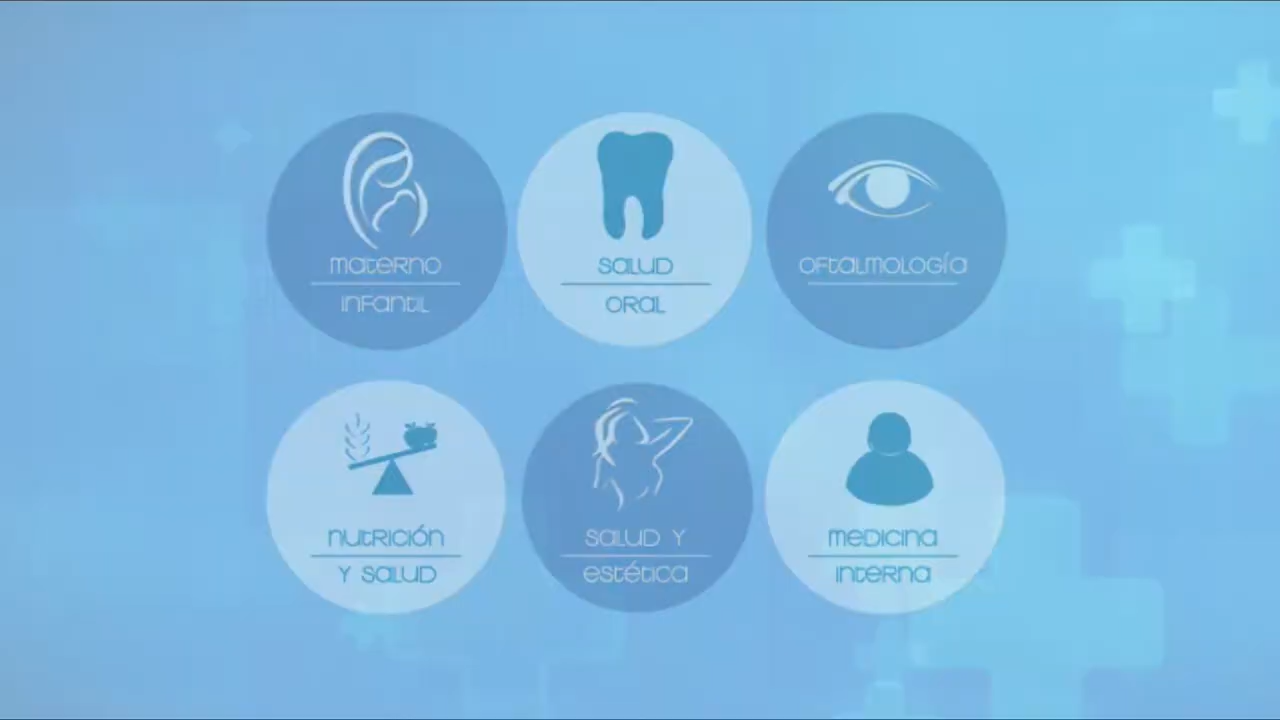 materno
infantil
salud
oral
oftalmología
nutrición
y salud
salud y
estética
medicina
interna